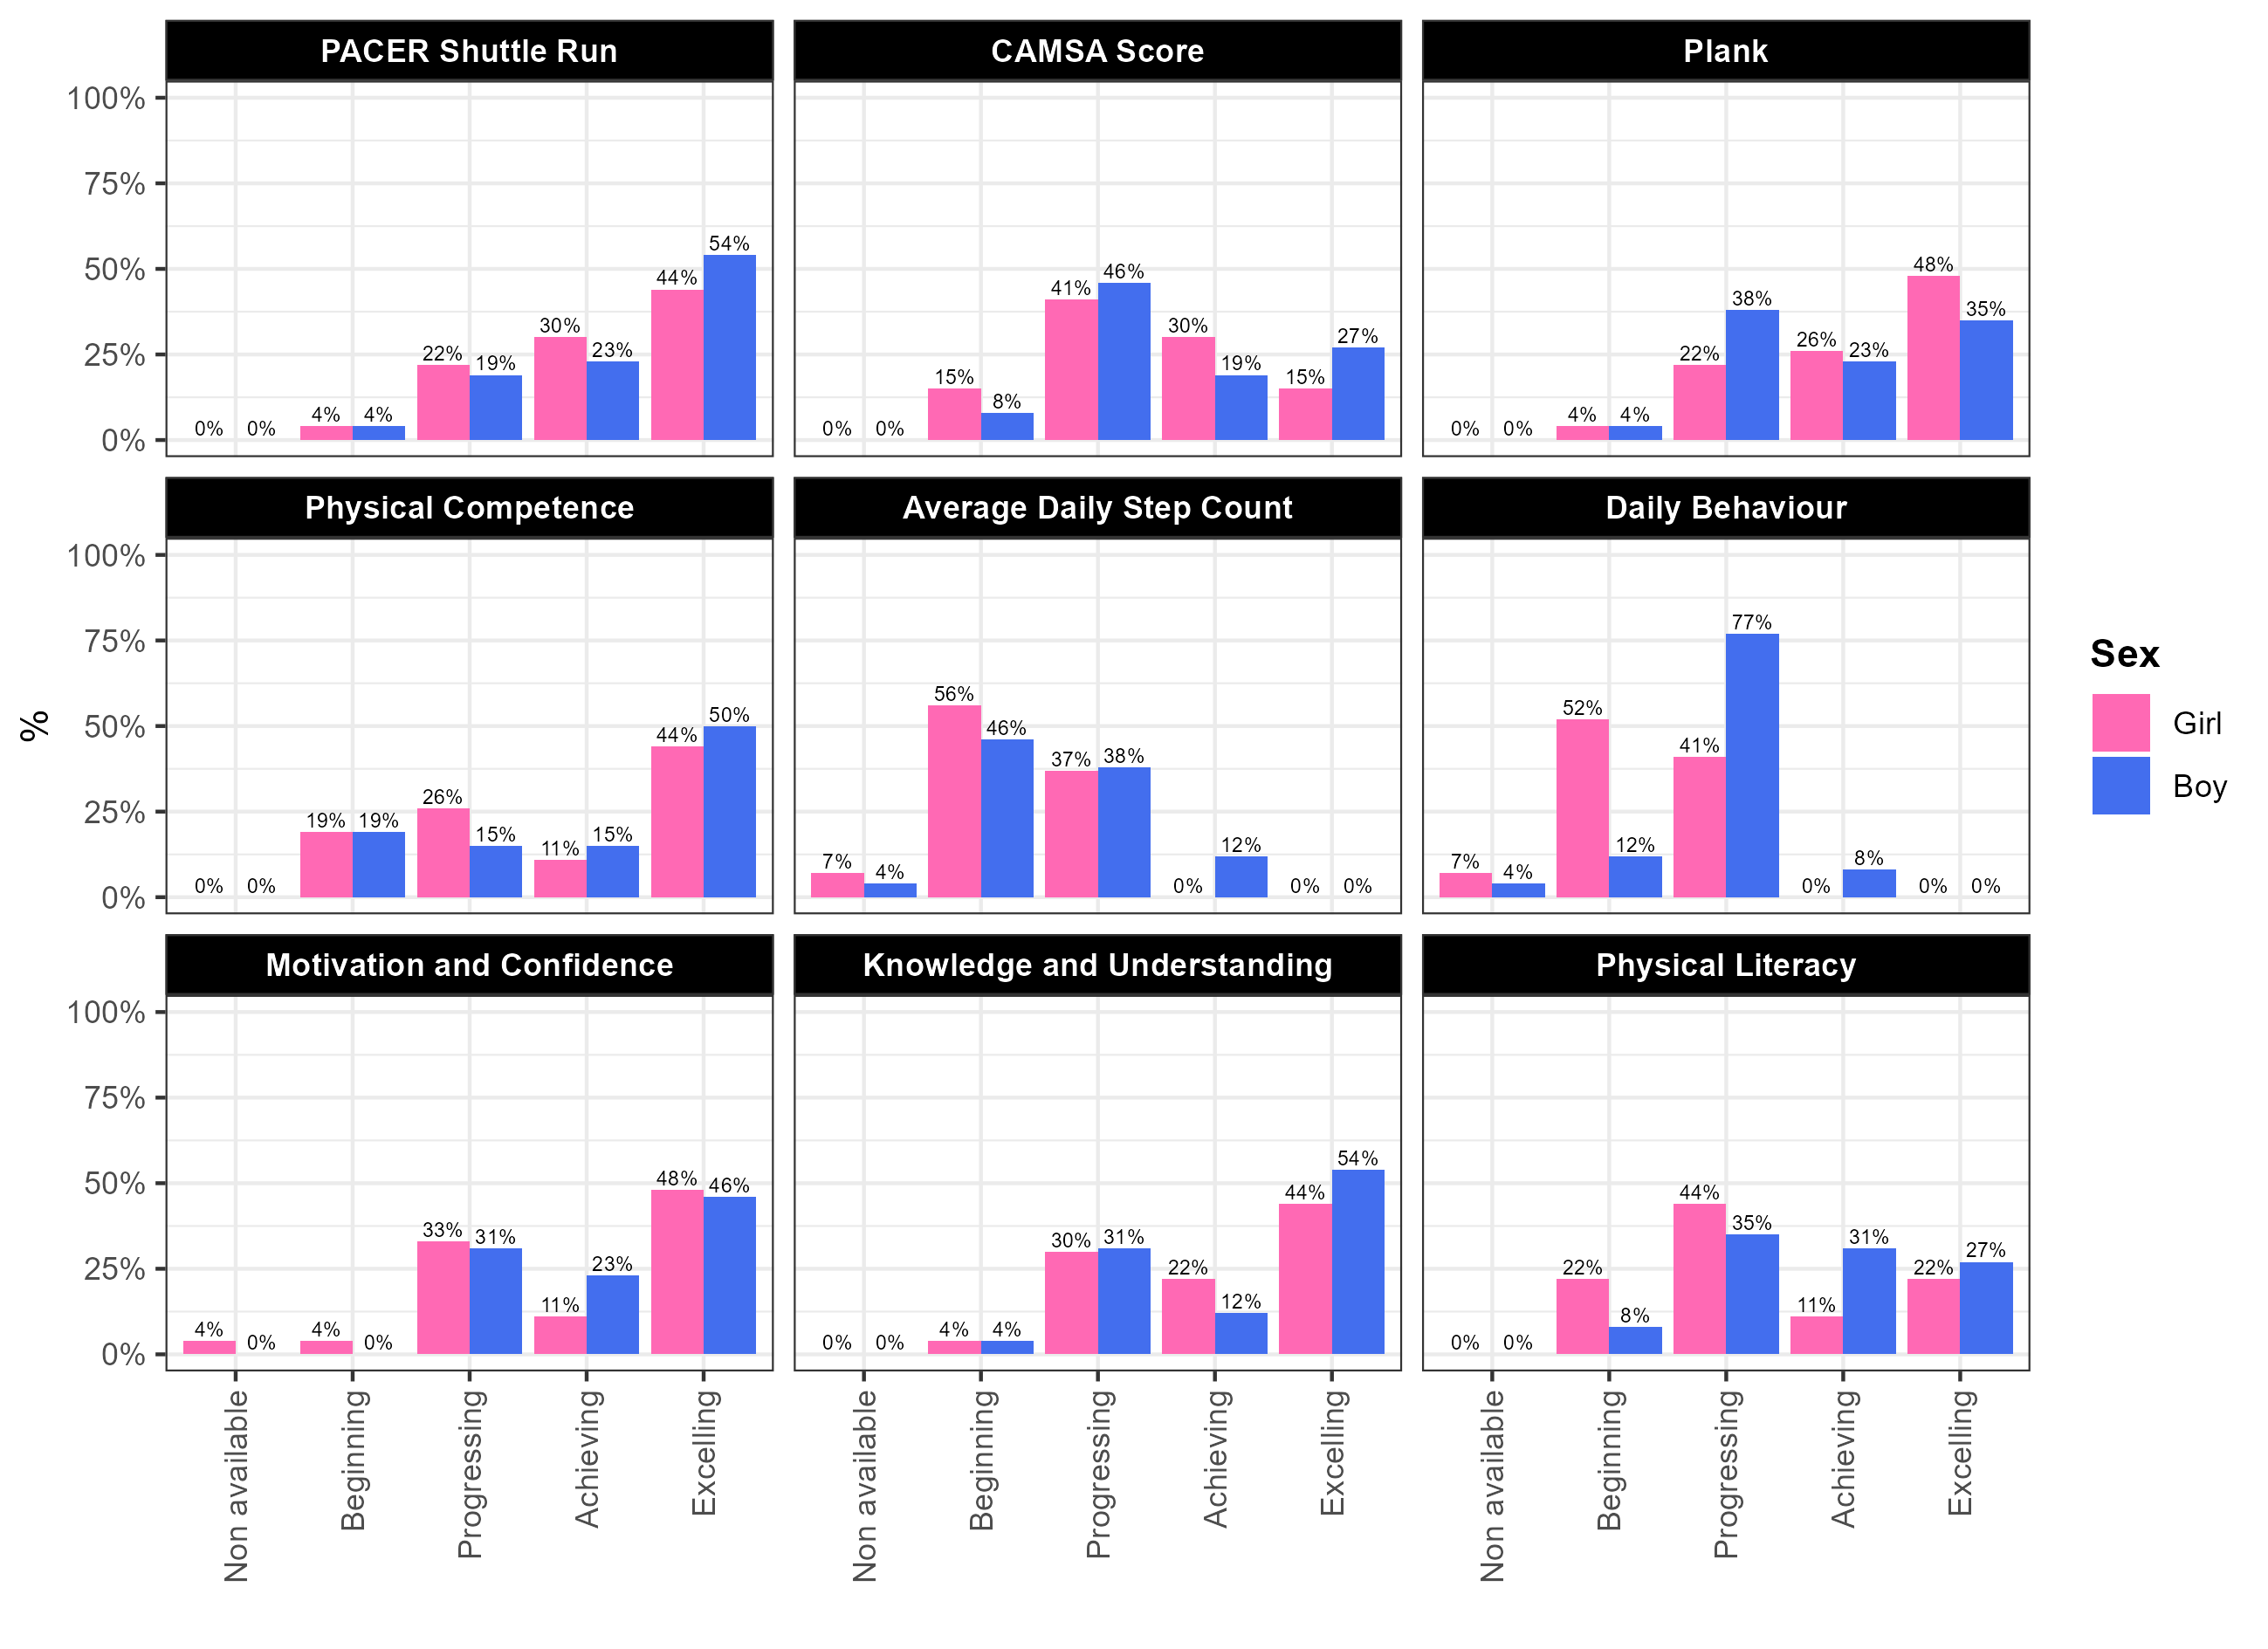 PACER Shuttle Run
CAMSA Score
Plank
100%
75%
50%
25%
0%
0% 0% 4% 4% 22% 19% 30% 23% 44% 54%
0% 0% 15% 8% 41% 46% 30% 19% 15% 27%
0% 0% 4% 4% 22% 38% 26% 23% 48% 35%
Physical Competence
Average Daily Step Count
Daily Behaviour
%
100%
75%
50%
25%
0%
0% 0% 19% 19% 26% 15% 11% 15% 44% 50%
7% 4% 56% 46% 37% 38% 0% 12% 0% 0%
7% 4% 52% 12% 41% 77% 0% 8% 0% 0%
Motivation and Confidence
Knowledge and Understanding
Physical Literacy
100%
75%
50%
25%
0%
4% 0% 4% 0% 33% 31% 11% 23% 48% 46%
0% 0% 4% 4% 30% 31% 22% 12% 44% 54%
0% 0% 22% 8% 44% 35% 11% 31% 22% 27%
Non available
Beginning
Progressing
Achieving
Excelling
Non available
Beginning
Progressing
Achieving
Excelling
Non available
Beginning
Progressing
Achieving
Excelling
Sex
Girl
Boy